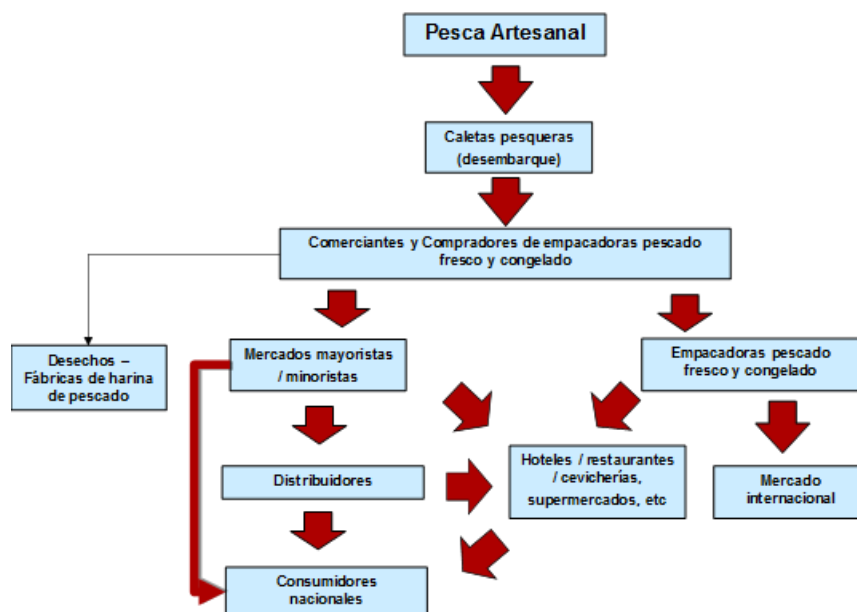 Pesca Artesanal
Caletas pesqueras
(desembarque)
Comerciantes y Compradores de empacadoras pescado
fresco y congelado
Desechos –
Fábricas de harina
de pescado
Mercados mayoristas
/ minoristas
Empacadoras pescado
fresco y congelado
Distribuidores
Hoteles / restaurantes
/ cevicherías,
supermercados, etc
Mercado
internacional
Consumidores
nacionales